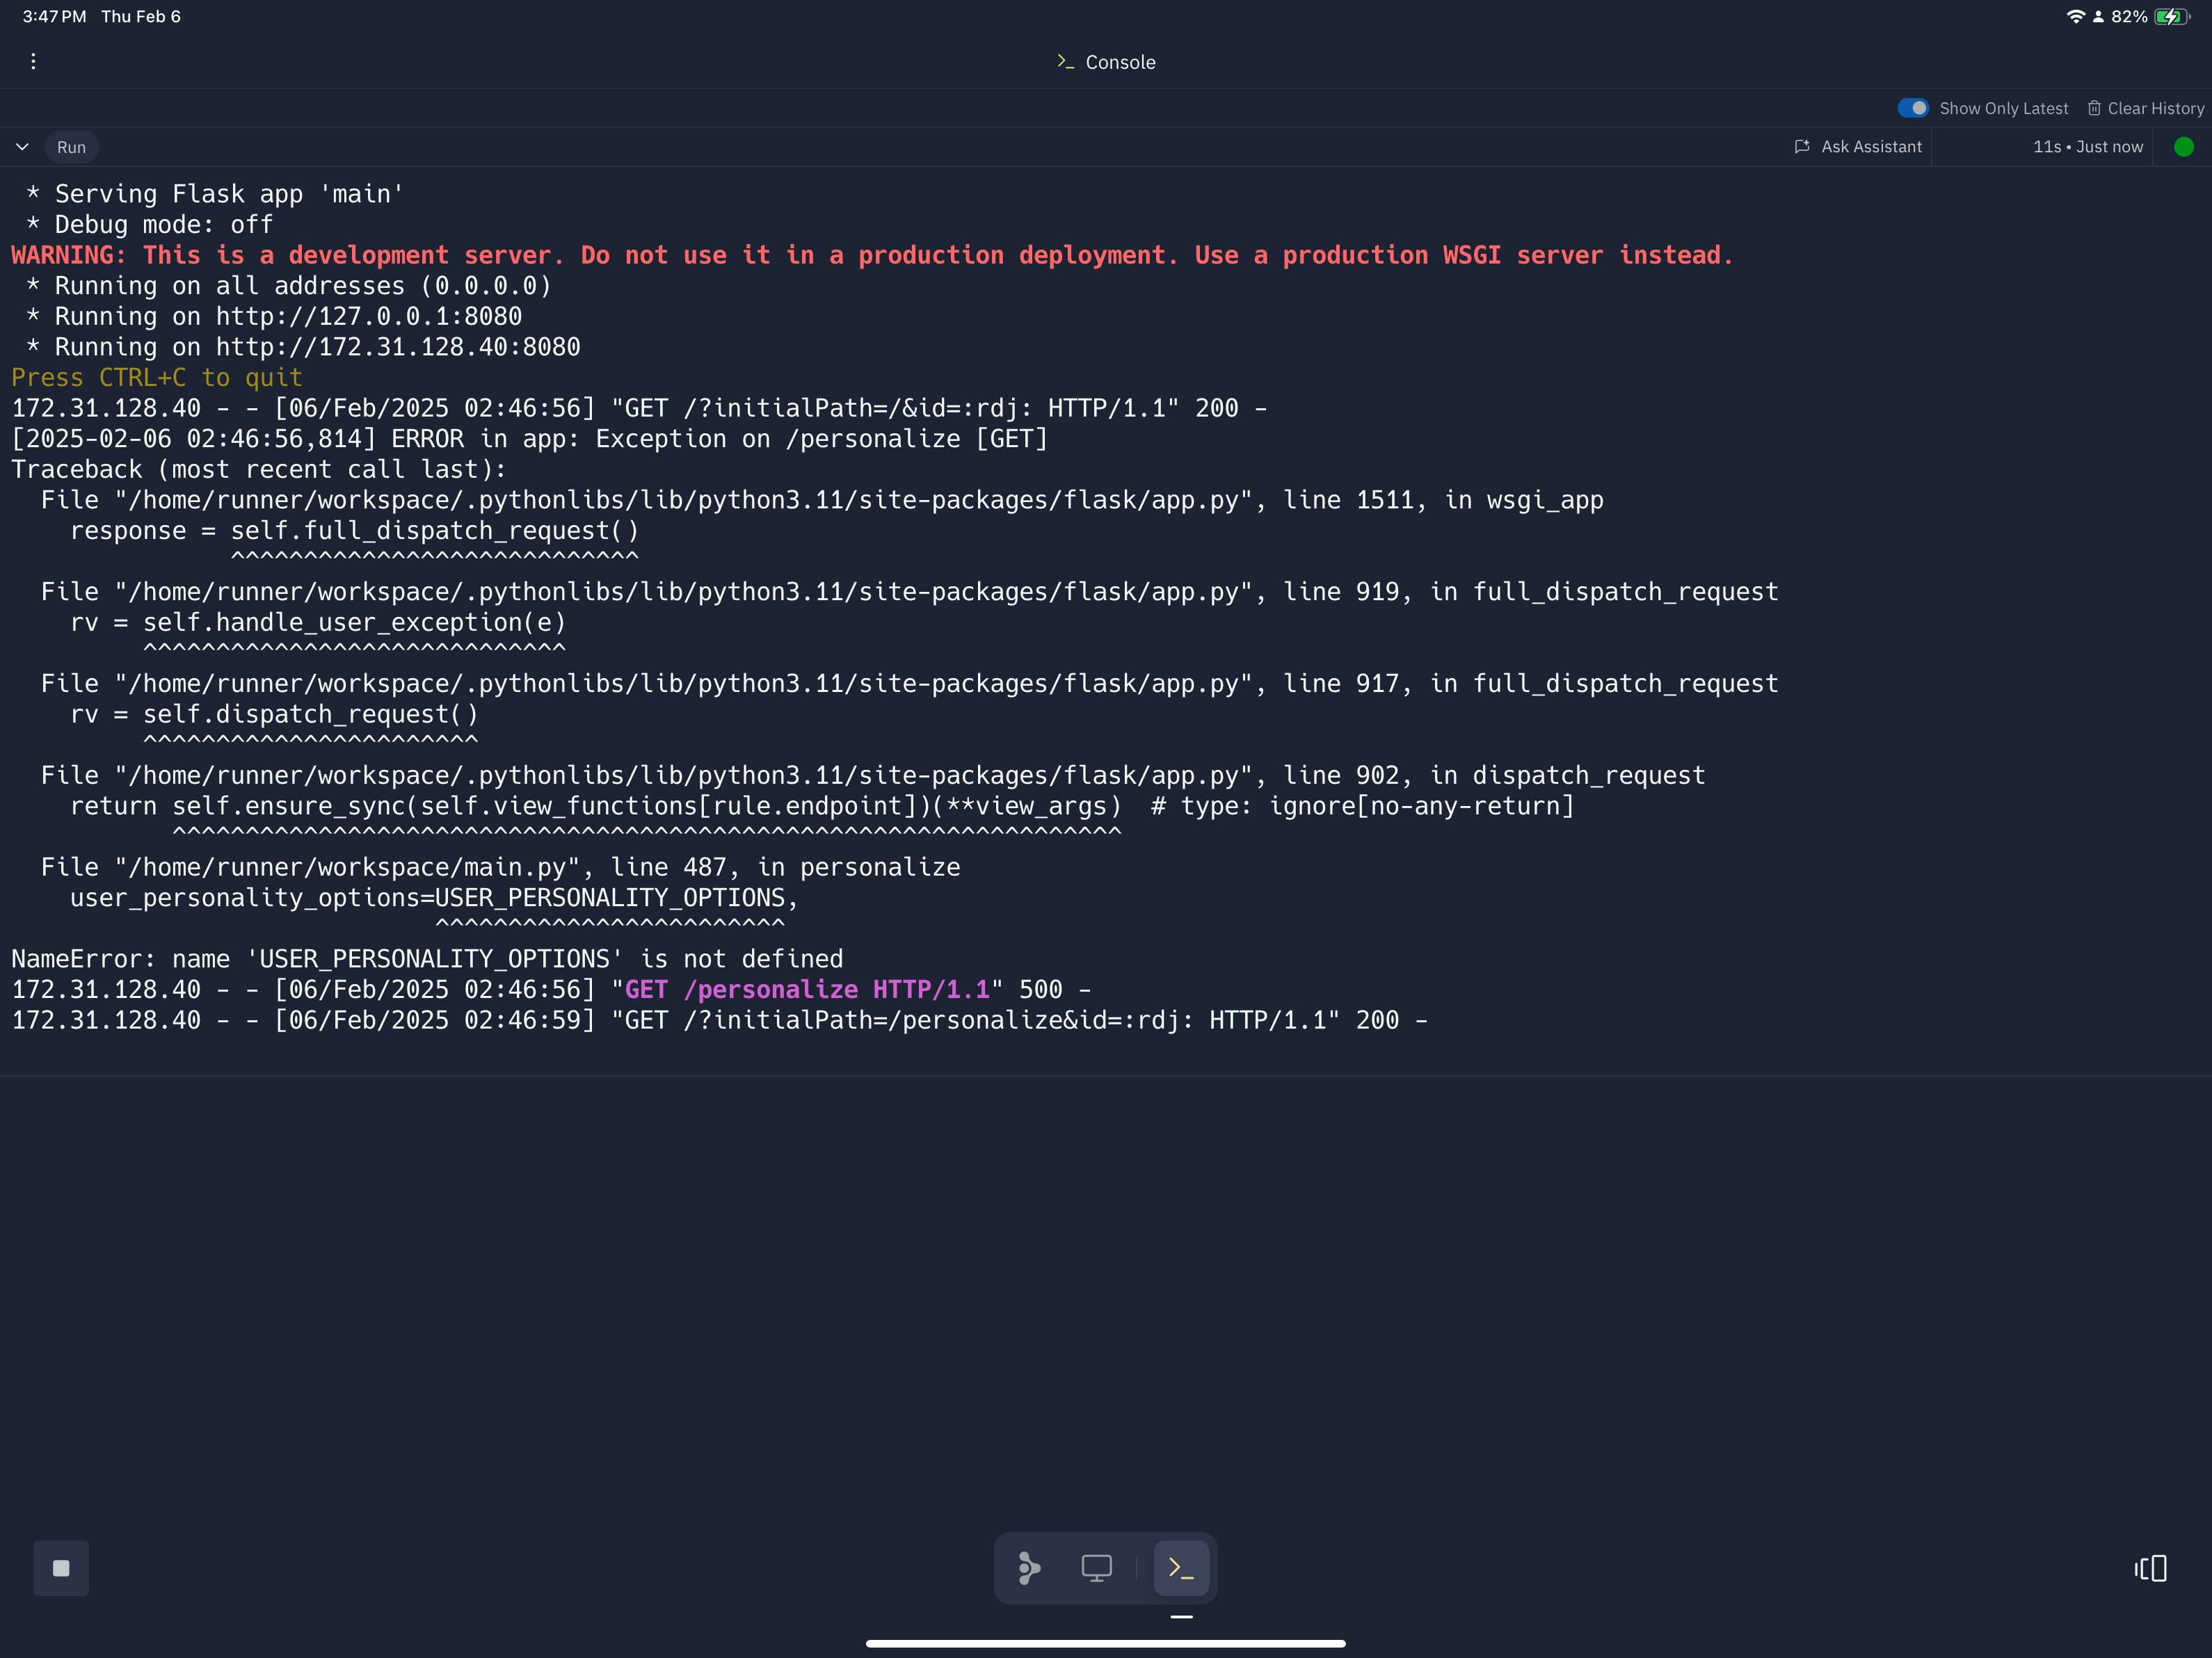 3:47 PM Thu Feb 6
82%
Console
Show Only Latest Clear History
Run Ask Assistant 11s • Just now
 * Serving Flask app 'main'
 * Debug mode: off
WARNING: This is a development server. Do not use it in a production deployment. Use a production WSGI server instead.
 * Running on all addresses (0.0.0.0)
 * Running on http://127.0.0.1:8080
 * Running on http://172.31.128.40:8080
Press CTRL+C to quit
172.31.128.40 - - [06/Feb/2025 02:46:56] "GET /?initialPath=/&id=:rdj: HTTP/1.1" 200 -
[2025-02-06 02:46:56,814] ERROR in app: Exception on /personalize [GET]
Traceback (most recent call last):
  File "/home/runner/workspace/.pythonlibs/lib/python3.11/site-packages/flask/app.py", line 1511, in wsgi_app
    response = self.full_dispatch_request()
               ^^^^^^^^^^^^^^^^^^^^^^^^^^^^
  File "/home/runner/workspace/.pythonlibs/lib/python3.11/site-packages/flask/app.py", line 919, in full_dispatch_request
    rv = self.handle_user_exception(e)
         ^^^^^^^^^^^^^^^^^^^^^^^^^^^^^
  File "/home/runner/workspace/.pythonlibs/lib/python3.11/site-packages/flask/app.py", line 917, in full_dispatch_request
    rv = self.dispatch_request()
         ^^^^^^^^^^^^^^^^^^^^^^^
  File "/home/runner/workspace/.pythonlibs/lib/python3.11/site-packages/flask/app.py", line 902, in dispatch_request
    return self.ensure_sync(self.view_functions[rule.endpoint])(**view_args)  # type: ignore[no-any-return]
           ^^^^^^^^^^^^^^^^^^^^^^^^^^^^^^^^^^^^^^^^^^^^^^^^^^^^^^^^^^^^^^^^^
  File "/home/runner/workspace/main.py", line 487, in personalize
    user_personality_options=USER_PERSONALITY_OPTIONS,
                             ^^^^^^^^^^^^^^^^^^^^^^^^
NameError: name 'USER_PERSONALITY_OPTIONS' is not defined
172.31.128.40 - - [06/Feb/2025 02:46:56] "GET /personalize HTTP/1.1" 500 -
172.31.128.40 - - [06/Feb/2025 02:46:59] "GET /?initialPath=/personalize&id=:rdj: HTTP/1.1" 200 -